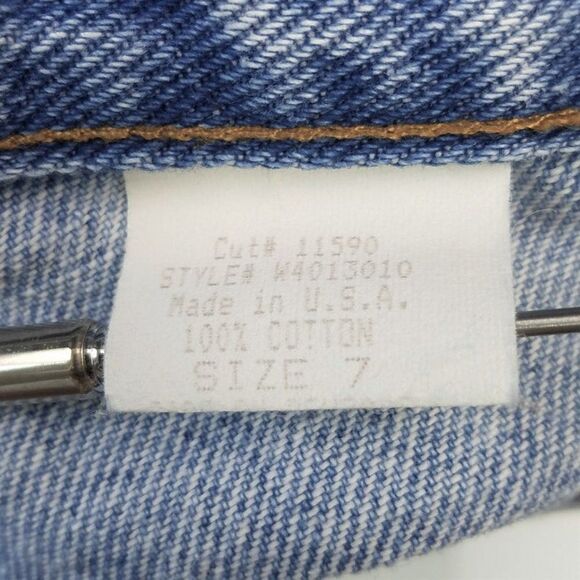 Cut# 11590
STYLE# W4013010
Made in U.S.A.
100% COTTON
SIZE 7